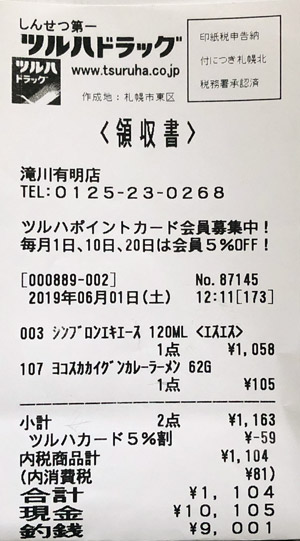 しんせつ第一
ツルハドラッグ
www.tsuruha.co.jp
ツルハ
ドラッグ
作成地:札幌市東区
印紙税申告納
付につき札幌北
税務署承認済
〈領収書〉
滝川有明店
TEL:0125-23-0268
ツルハポイントカード会員募集中!
毎月1日、10日、20日は会員5%OFF!
[000889-002] No.87145
2019年06月01日(土) 12:11[173]
003 ｼﾝﾌﾞﾛﾝｴｷｴｰｽ 120ML <ｴｽｴｽ>
1点 ¥1,058
107 ﾖｺｽｶｶｲｸﾞﾝｶﾚｰﾗｰﾒﾝ 62G
1点 ¥105
小計 2点 ¥1,163
ツルハカード5%割 ¥-59
内税商品計 ¥1,104
(内消費税 ¥81)
合計 ¥1,104
現金 ¥10,105
釣銭 ¥9,001